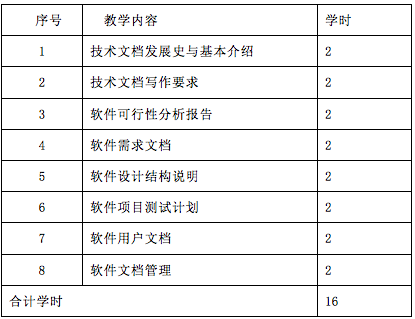 序号 教学内容 学时
1 技术文档发展史与基本介绍 2
2 技术文档写作要求 2
3 软件可行性分析报告 2
4 软件需求文档 2
5 软件设计结构说明 2
6 软件项目测试计划 2
7 软件用户文档 2
8 软件文档管理 2
合计学时 16